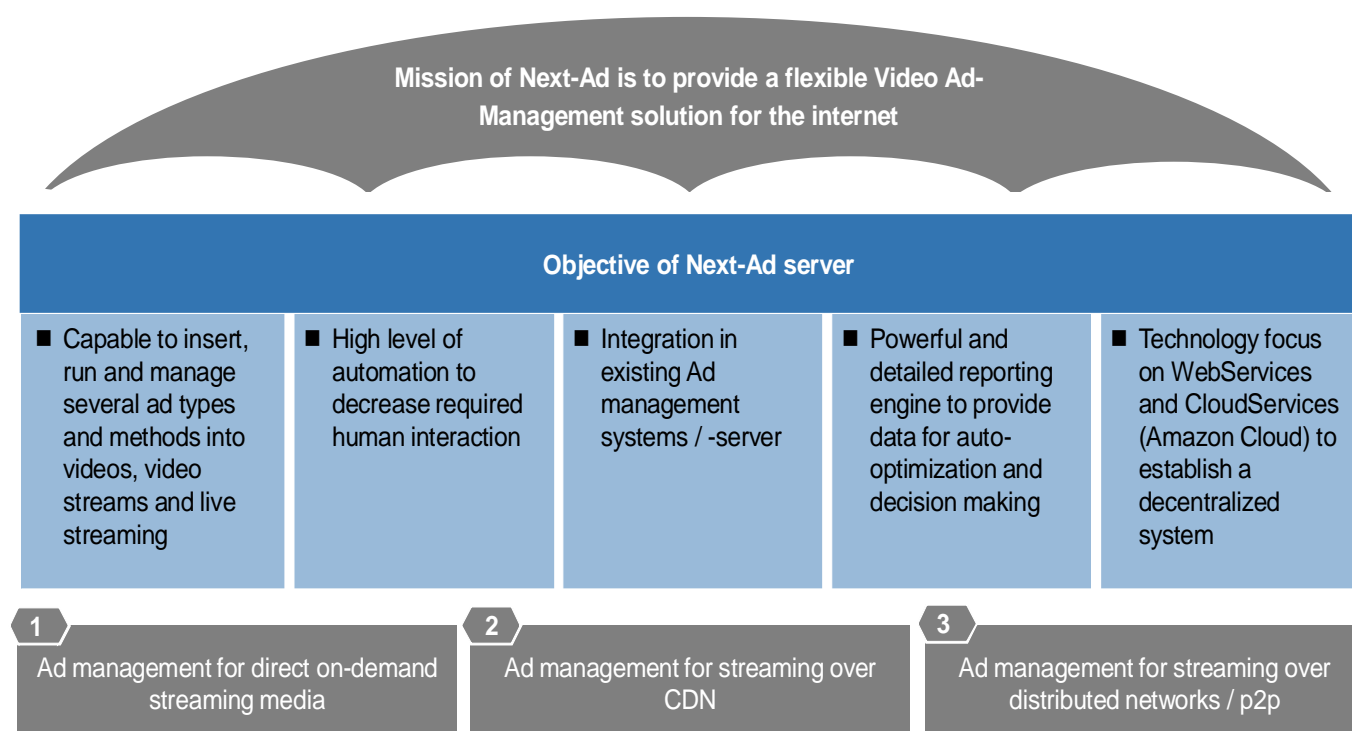 Mission of Next-Ad is to provide a flexible Video Ad-
Management solution for the internet
Objective of Next-Ad server
■ Capable to insert,
run and manage
several ad types
and methods into
videos, video
streams and live
streaming
■ High level of
automation to
decrease required
human interaction
■ Integration in
existing Ad
management
systems / -server
■ Powerful and
detailed reporting
engine to provide
data for auto-
optimization and
decision making
■ Technology focus
on WebServices
and CloudServices
(Amazon Cloud) to
establish a
decentralized
system
1
Ad management for direct on-demand
streaming media
2
Ad management for streaming over
CDN
3
Ad management for streaming over
distributed networks / p2p